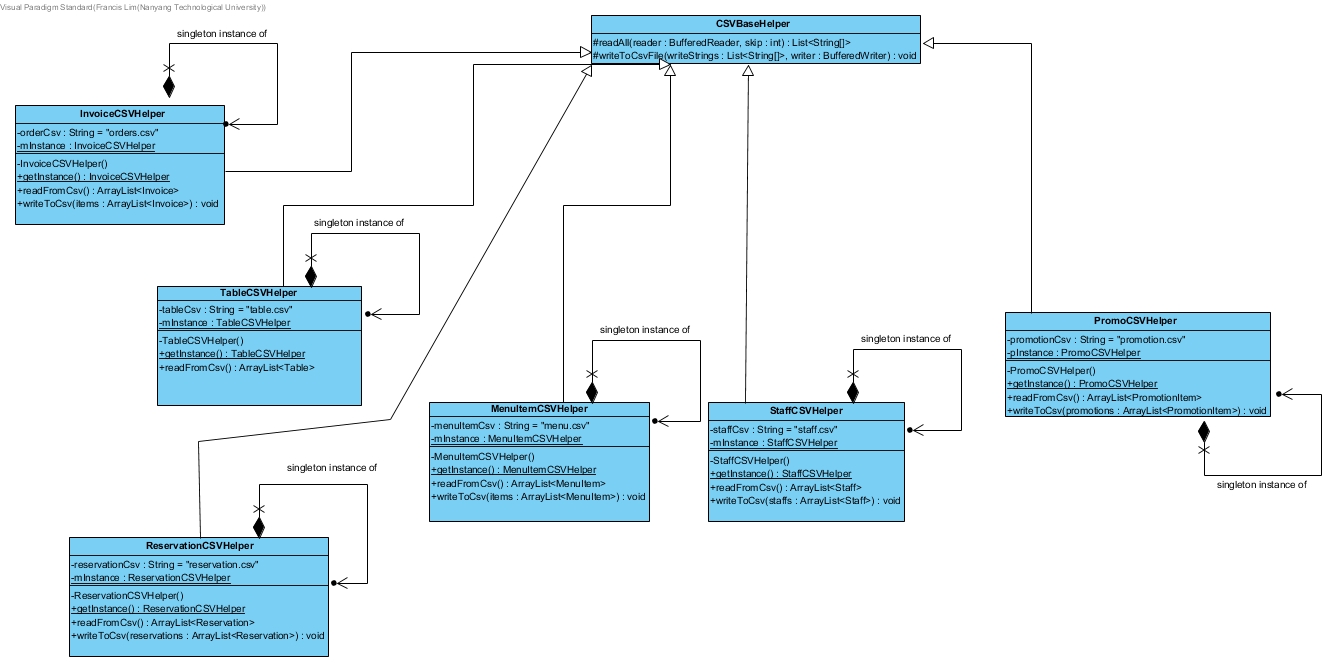 Visual Paradigm Standard(Francis Lim(Nanyang Technological University))
CSVBaseHelper
#readAll(reader : BufferedReader, skip : int) : List<String[]>
#writeToCsvFile(writeStrings : List<String[]>, writer : BufferedWriter) : void
singleton instance of
InvoiceCSVHelper
-orderCsv : String = "orders.csv"
-mInstance : InvoiceCSVHelper
-InvoiceCSVHelper()
+getInstance() : InvoiceCSVHelper
+readFromCsv() : ArrayList<Invoice>
+writeToCsv(items : ArrayList<Invoice>) : void
singleton instance of
TableCSVHelper
-tableCsv : String = "table.csv"
-mInstance : TableCSVHelper
-TableCSVHelper()
+getInstance() : TableCSVHelper
+readFromCsv() : ArrayList<Table>
singleton instance of
MenuItemCSVHelper
-menuItemCsv : String = "menu.csv"
-mInstance : MenuItemCSVHelper
-MenuItemCSVHelper()
+getInstance() : MenuItemCSVHelper
+readFromCsv() : ArrayList<MenuItem>
+writeToCsv(items : ArrayList<MenuItem>) : void
singleton instance of
StaffCSVHelper
-staffCsv : String = "staff.csv"
-mInstance : StaffCSVHelper
-StaffCSVHelper()
+getInstance() : StaffCSVHelper
+readFromCsv() : ArrayList<Staff>
+writeToCsv(staffs : ArrayList<Staff>) : void
PromoCSVHelper
-promotionCsv : String = "promotion.csv"
-pInstance : PromoCSVHelper
-PromoCSVHelper()
+getInstance() : PromoCSVHelper
+readFromCsv() : ArrayList<PromotionItem>
+writeToCsv(promotions : ArrayList<PromotionItem>) : void
singleton instance of
singleton instance of
ReservationCSVHelper
-reservationCsv : String = "reservation.csv"
-mInstance : ReservationCSVHelper
-ReservationCSVHelper()
+getInstance() : ReservationCSVHelper
+readFromCsv() : ArrayList<Reservation>
+writeToCsv(reservations : ArrayList<Reservation>) : void